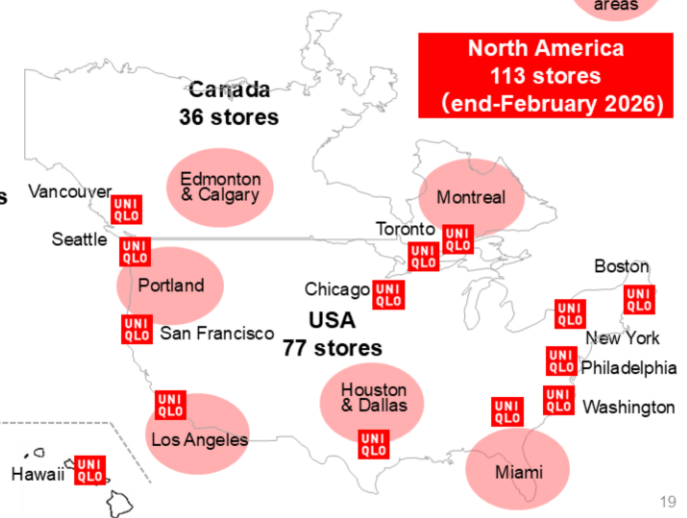 areas
North America
113 stores
（end-February 2026)
Canada
36 stores
Edmonton
& Calgary
Montreal
s
Vancouver
UNI
QLO
Toronto
UNI
QLO
Seattle
UNI
QLO
UNI
QLO
Portland
Chicago
UNI
QLO
Boston
UNI
QLO
UNI
QLO
New York
USA
77 stores
UNI
QLO
San Francisco
UNI
QLO
Philadelphia
Houston
& Dallas
UNI
QLO
Washington
UNI
QLO
UNI
QLO
Los Angeles
UNI
QLO
Miami
Hawaii
UNI
QLO
19